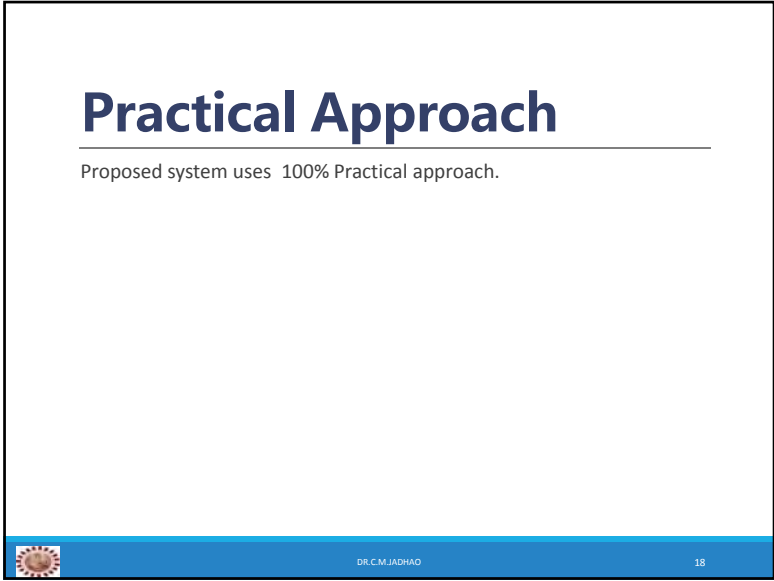 Practical Approach
Proposed system uses  100% Practical approach.
DR.C.M.JADHAO
18